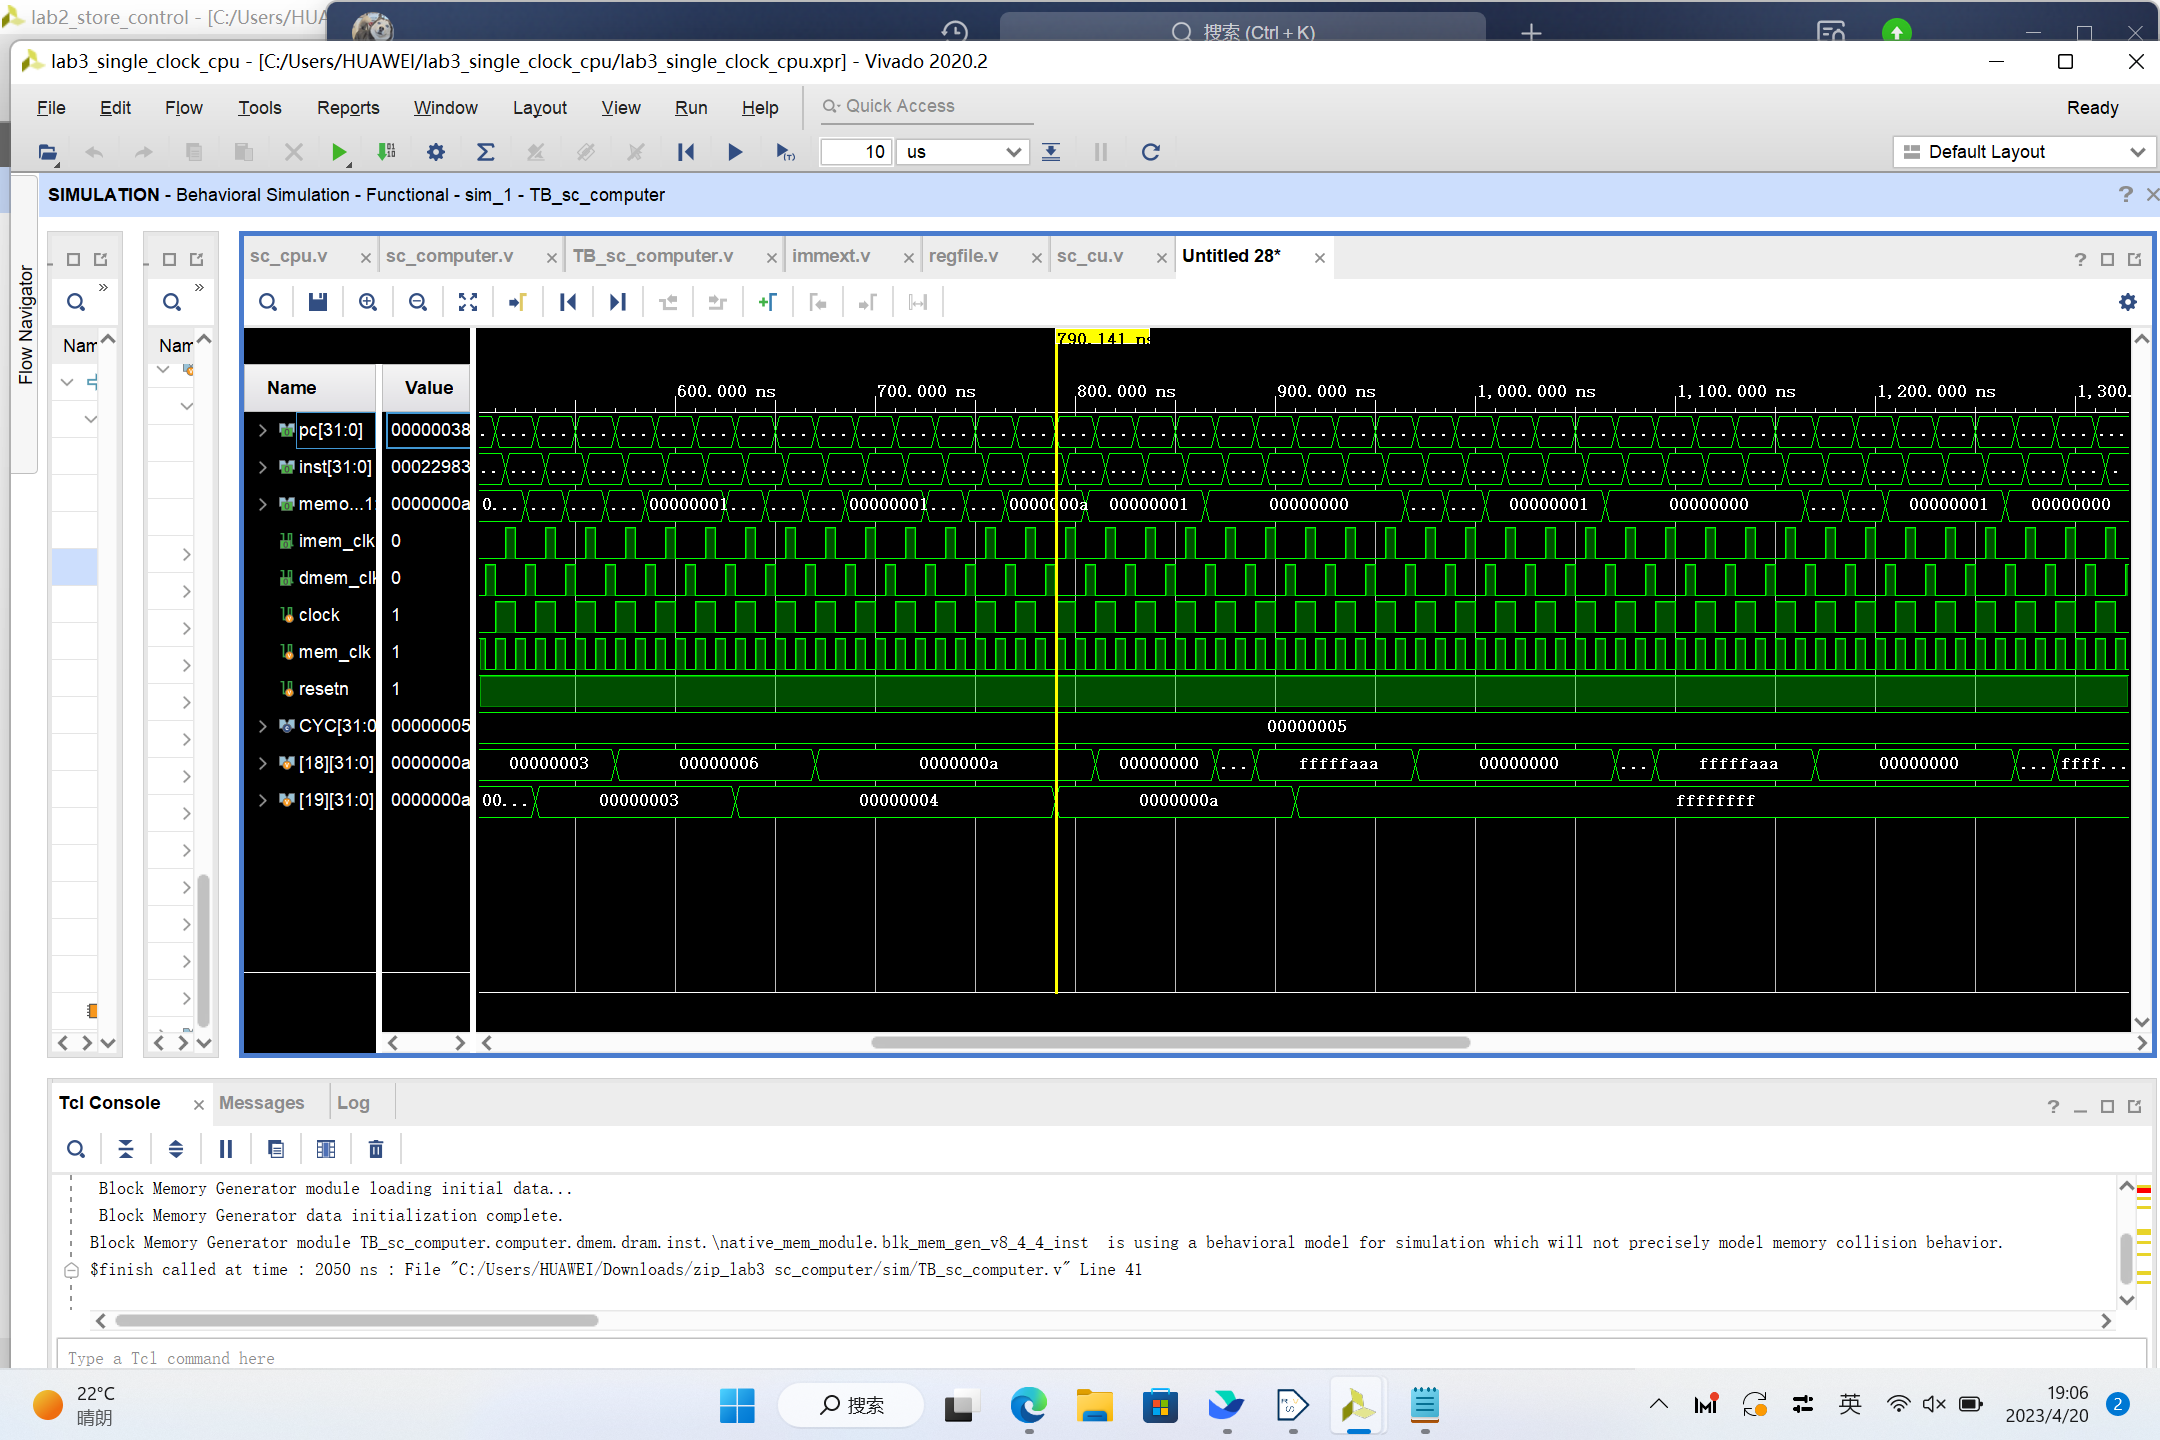 lab2_store_control - [C:/Users/HUA
搜索 (Ctrl + K)
lab3_single_clock_cpu - [C:/Users/HUAWEI/lab3_single_clock_cpu/lab3_single_clock_cpu.xpr] - Vivado 2020.2
File Edit Flow Tools Reports Window Layout View Run Help Quick Access Ready
10 us Default Layout
SIMULATION - Behavioral Simulation - Functional - sim_1 - TB_sc_computer
Flow Navigator
sc_cpu.v sc_computer.v TB_sc_computer.v immext.v regfile.v sc_cu.v Untitled 28*
Nam Nam
790.141 ns
Name Value 600.000 ns 700.000 ns 800.000 ns 900.000 ns 1,000.000 ns 1,100.000 ns 1,200.000 ns 1,300.
pc[31:0] 00000038 ... ... ... ... ... ... ... ... ... ... ... ... ... ... ... ... ... ... ... ... ... ... ... ... ... ... ... ... ... ... ... ... ... ... ... ... ... ... ... ... ...
inst[31:0] 00022983 ... ... ... ... ... ... ... ... ... ... ... ... ... ... ... ... ... ... ... ... ... ... ... ... ... ... ... ... ... ... ... ... ... ... ... ... ... ... ... ... ...
memo...1: 0000000a 0... ... ... ... 00000001 ... ... ... 00000001 ... ... 0000000a 00000001 00000000 ... ... 00000001 00000000 ... ... 00000001 00000000
imem_clk 0
dmem_clk 0
clock 1
mem_clk 1
resetn 1
CYC[31:0 00000005 00000005
[18][31:0] 0000000a 00000003 00000006 0000000a 00000000 ... fffffaaa 00000000 ... fffffaaa 00000000 ... ffff...
[19][31:0] 0000000a 00... 00000003 00000004 0000000a ffffffff
Tcl Console Messages Log
Block Memory Generator module loading initial data...
Block Memory Generator data initialization complete.
Block Memory Generator module TB_sc_computer.computer.dmem.dram.inst.\native_mem_module.blk_mem_gen_v8_4_4_inst is using a behavioral model for simulation which will not precisely model memory collision behavior.
$finish called at time : 2050 ns : File "C:/Users/HUAWEI/Downloads/zip_lab3 sc_computer/sim/TB_sc_computer.v" Line 41
Type a Tcl command here
22°C
晴朗
搜索
英
19:06
2023/4/20
2